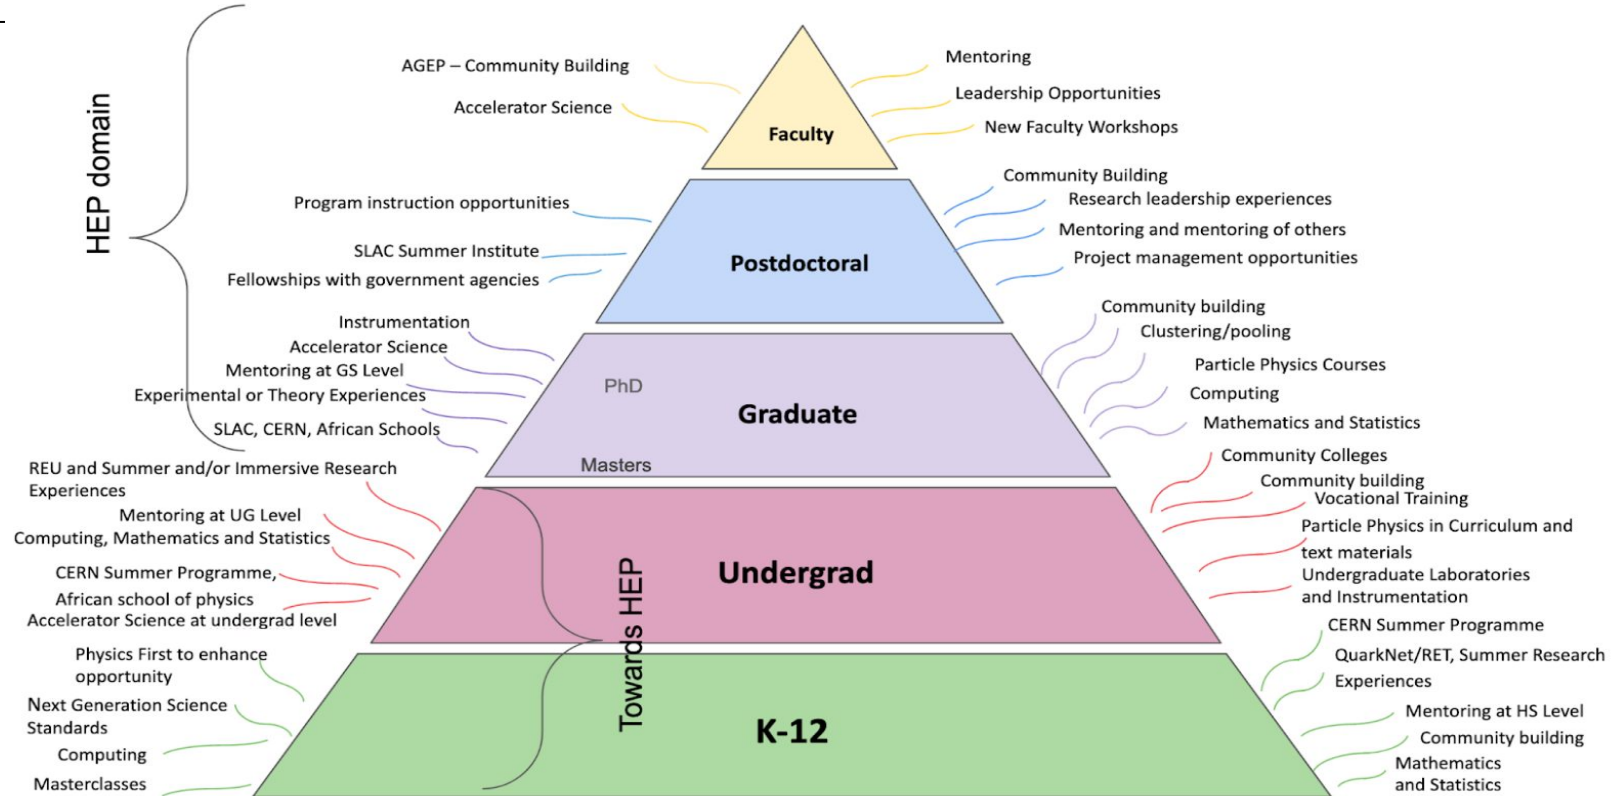 HEP domain
AGEP – Community Building
Accelerator Science
Mentoring
Leadership Opportunities
New Faculty Workshops
Faculty
Program instruction opportunities
SLAC Summer Institute
Fellowships with government agencies
Community Building
Research leadership experiences
Mentoring and mentoring of others
Project management opportunities
Postdoctoral
Instrumentation
Accelerator Science
Mentoring at GS Level
Experimental or Theory Experiences
SLAC, CERN, African Schools
Community building
Clustering/pooling
Particle Physics Courses
Computing
Mathematics and Statistics
PhD
Graduate
Masters
REU and Summer and/or Immersive Research
Experiences
Mentoring at UG Level
Computing, Mathematics and Statistics
CERN Summer Programme,
African school of physics
Accelerator Science at undergrad level
Community Colleges
Community building
Vocational Training
Particle Physics in Curriculum and
text materials
Undergraduate Laboratories
and Instrumentation
Undergrad
Towards HEP
Physics First to enhance
opportunity
Next Generation Science
Standards
Computing
Masterclasses
CERN Summer Programme
QuarkNet/RET, Summer Research
Experiences
Mentoring at HS Level
Community building
Mathematics
and Statistics
K-12